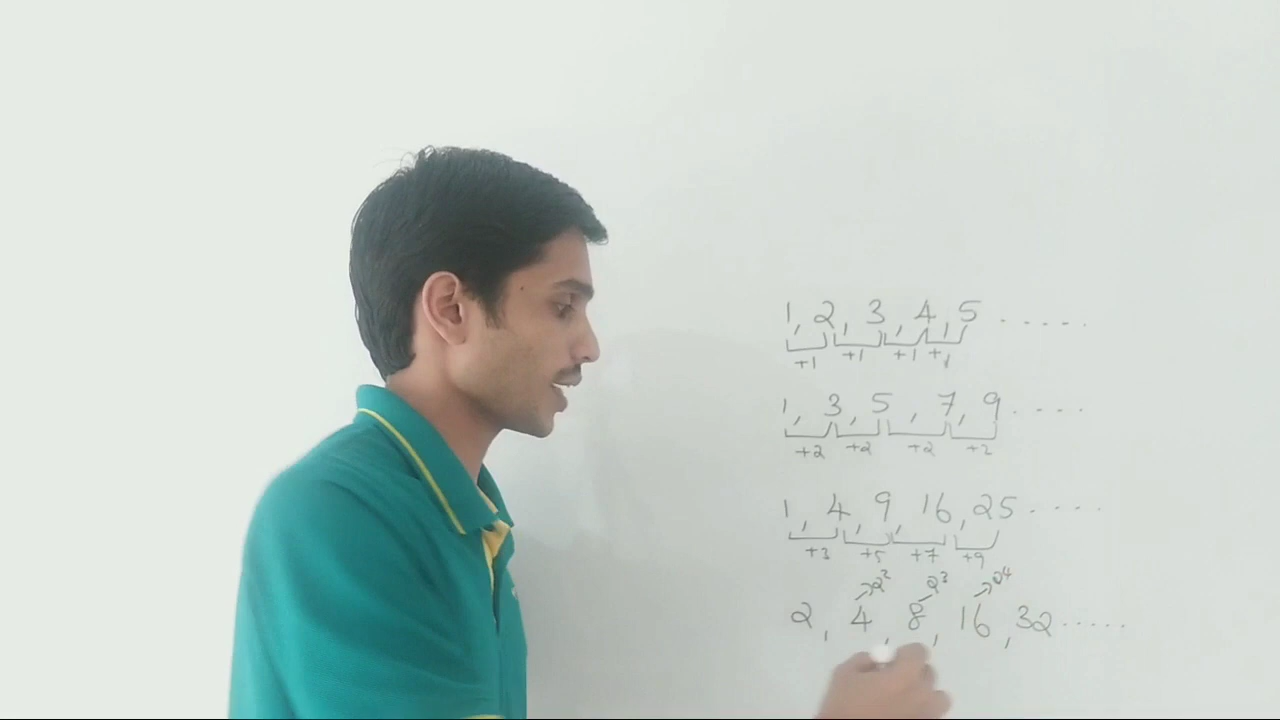 1, 2, 3, 4, 5 .....
+1 +1 +1 +1
1, 3, 5, 7, 9 ....
+2 +2 +2 +2
1, 4, 9, 16, 25 ....
+3 +5 +7 +9
2² 2³ 2⁴
2, 4, 8, 16, 32 .....